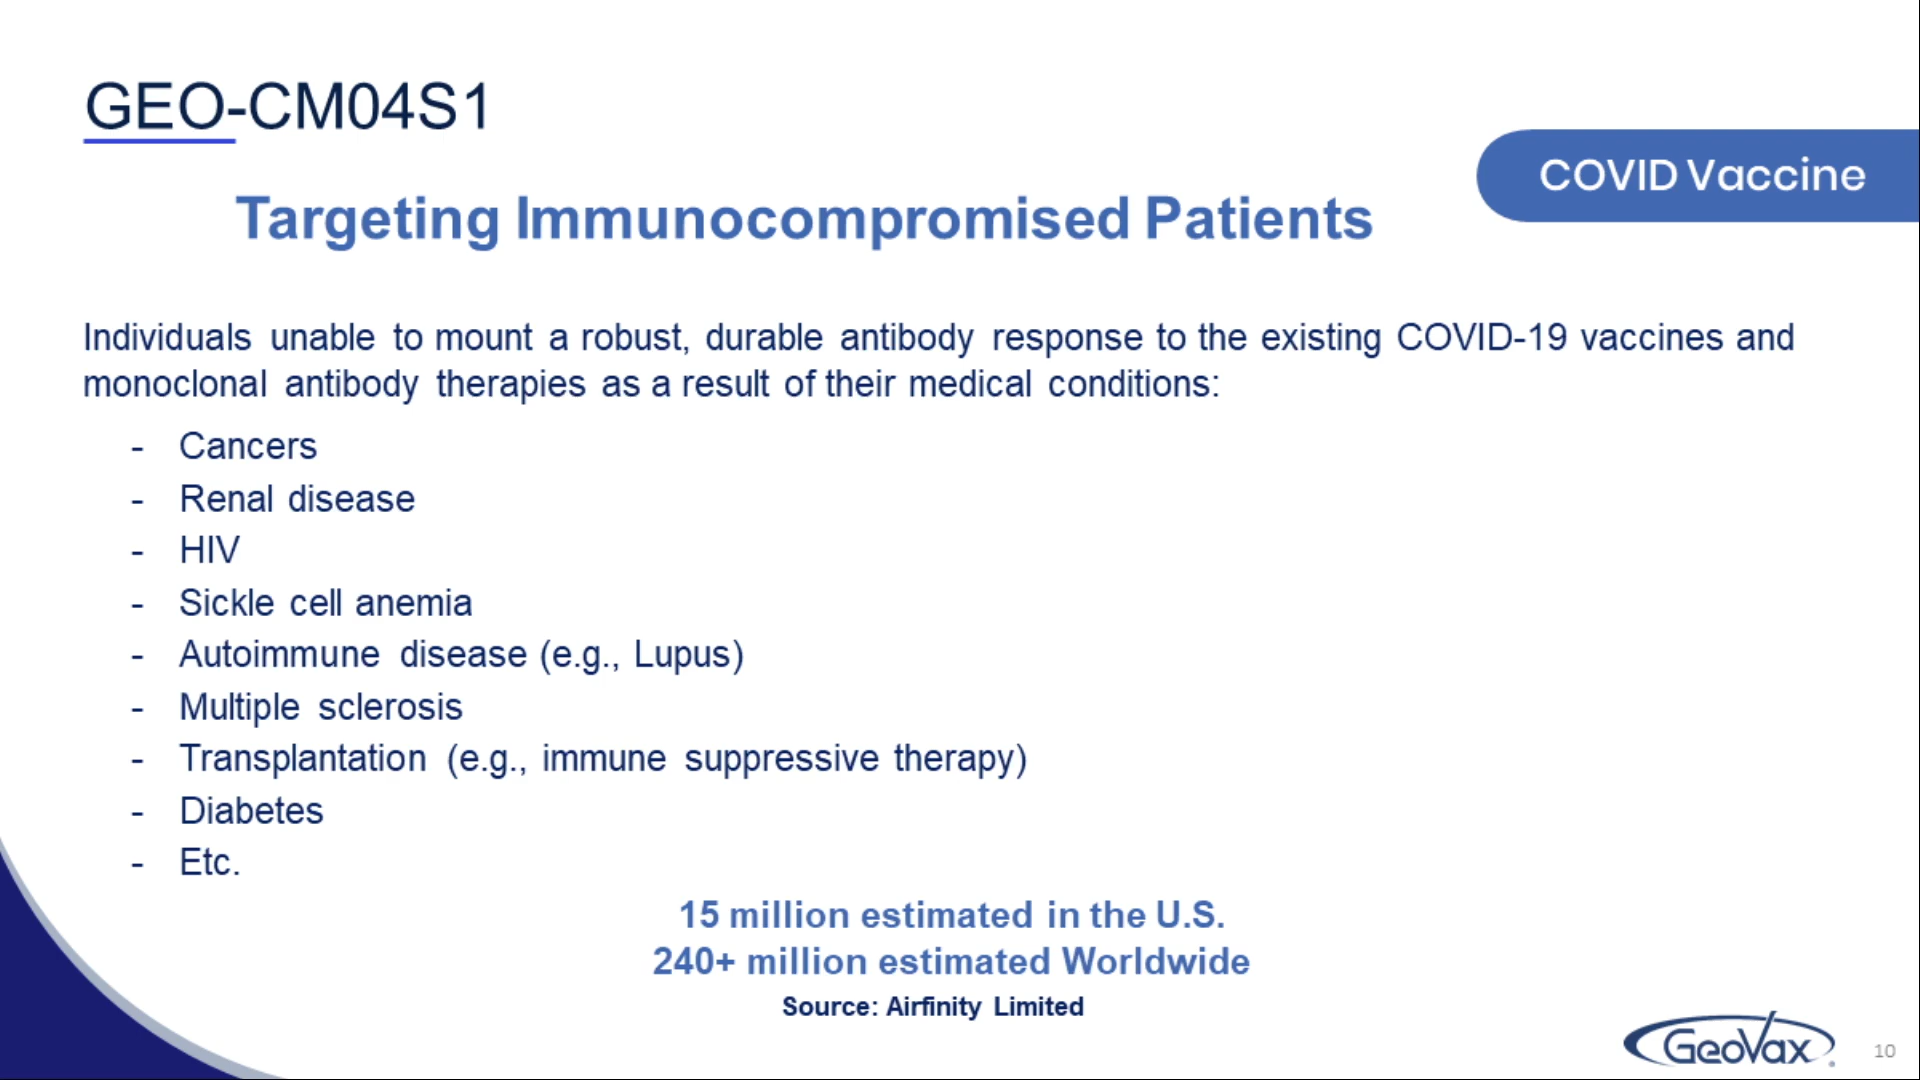 GEO-CM04S1
COVID Vaccine
Targeting Immunocompromised Patients
Individuals unable to mount a robust, durable antibody response to the existing COVID-19 vaccines and
monoclonal antibody therapies as a result of their medical conditions:
- Cancers
- Renal disease
- HIV
- Sickle cell anemia
- Autoimmune disease (e.g., Lupus)
- Multiple sclerosis
- Transplantation (e.g., immune suppressive therapy)
- Diabetes
- Etc.
15 million estimated in the U.S.
240+ million estimated Worldwide
Source: Airfinity Limited
GeoVax
10